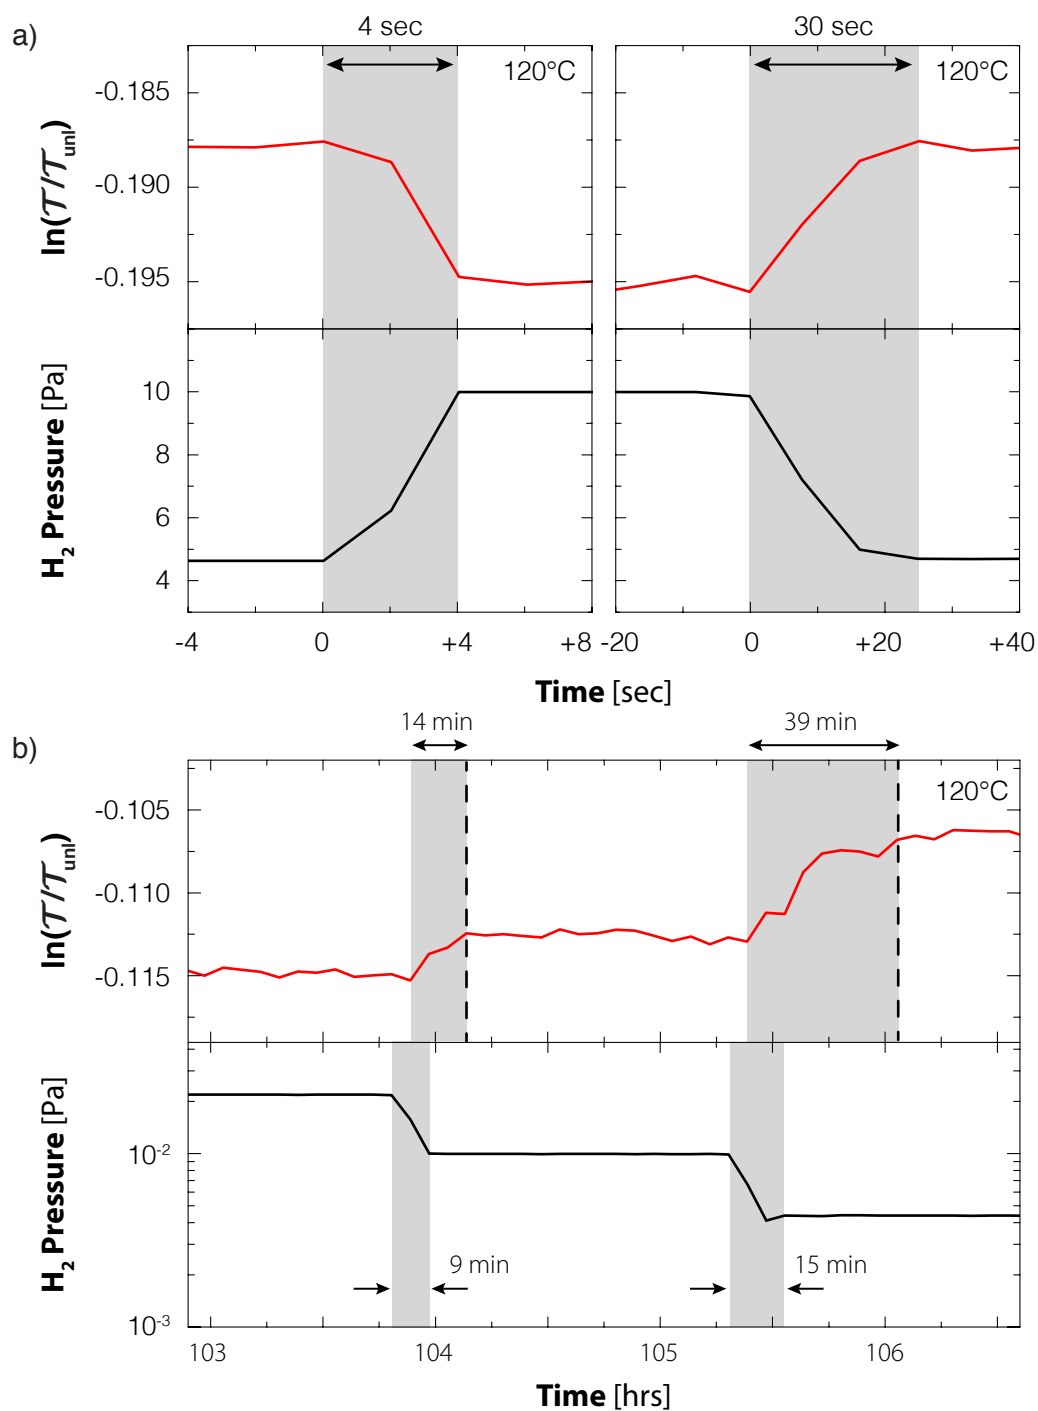 a)
4 sec
30 sec
120°C
120°C
ln(𝒯/𝒯unl)
-0.185
-0.190
-0.195
H2 Pressure [Pa]
10
8
6
4
-4
0
+4
+8
-20
0
+20
+40
Time [sec]
b)
14 min
39 min
120°C
ln(𝒯/𝒯unl)
-0.105
-0.110
-0.115
H2 Pressure [Pa]
10-2
10-3
9 min
15 min
103
104
105
106
Time [hrs]